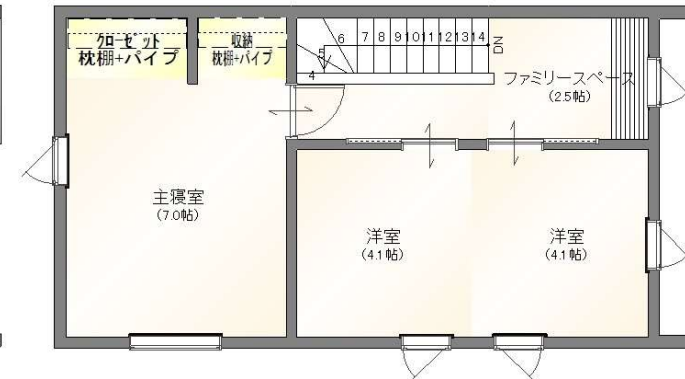 クローゼット
枕棚+パイプ
収納
枕棚+パイプ
6 7 8 9 10 11 12 13 14
5
4
DN
ファミリースペース
(2.5帖)
主寝室
(7.0帖)
洋室
(4.1帖)
洋室
(4.1帖)